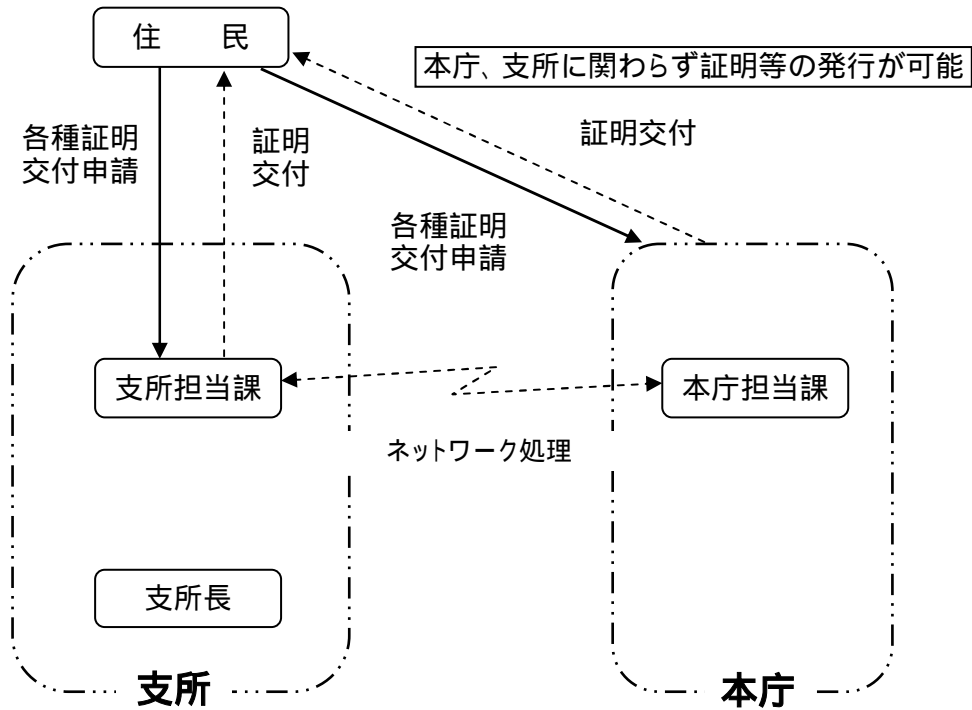 住　　民
本庁、支所に関わらず証明等の発行が可能
各種証明
交付申請
証明
交付
証明交付
各種証明
交付申請
支所担当課
本庁担当課
ネットワーク処理
支所長
支所
本庁